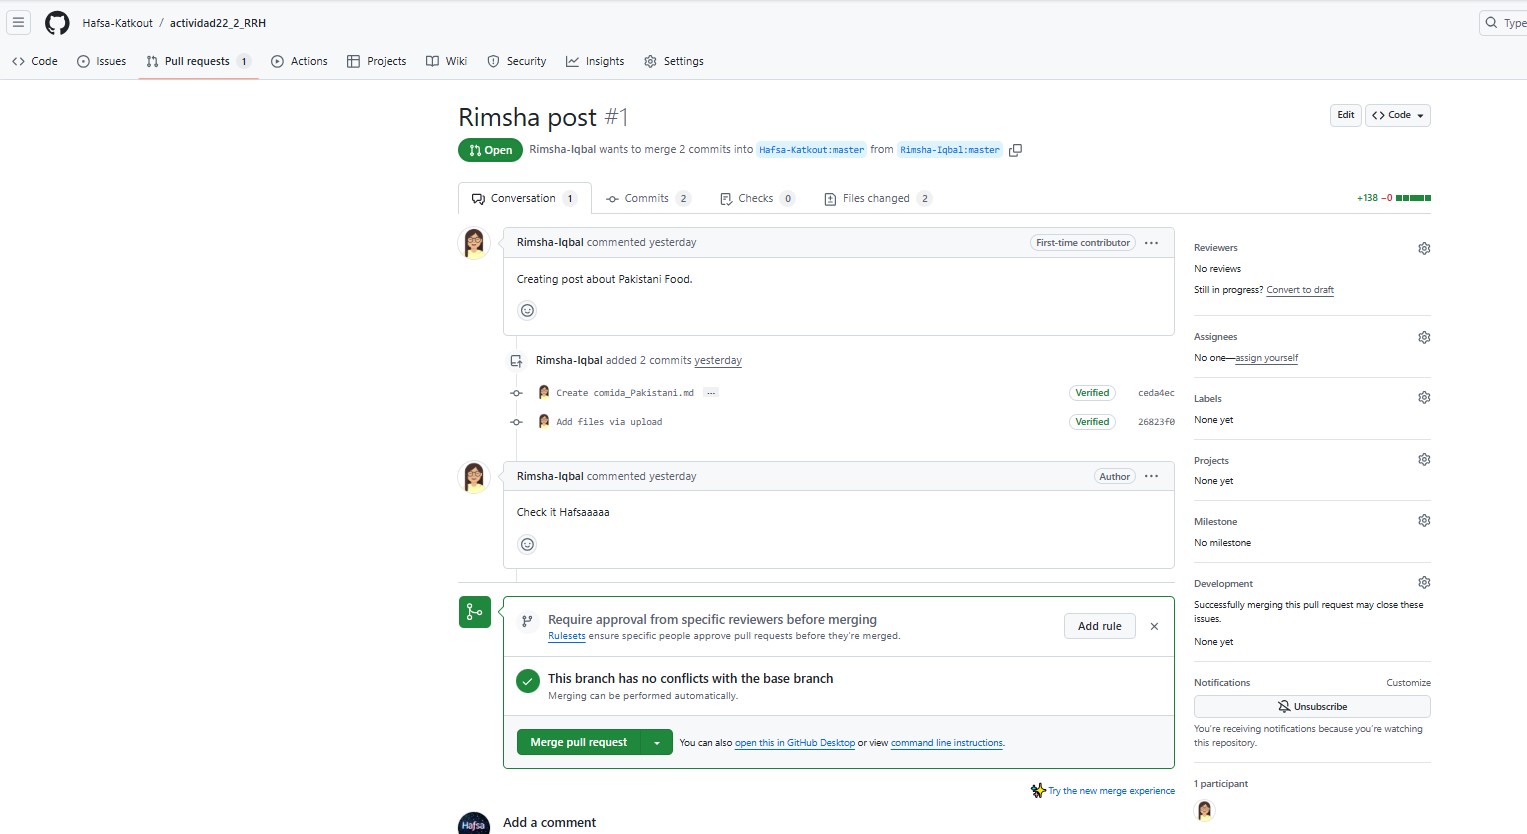 Hafsa-Katkout / actividad22_2_RRH
Type
Code Issues Pull requests 1 Actions Projects Wiki Security Insights Settings
Rimsha post #1
Edit Code
Open Rimsha-Iqbal wants to merge 2 commits into Hafsa-Katkout:master from Rimsha-Iqbal:master
Conversation 1 Commits 2 Checks 0 Files changed 2
+138 −0
Rimsha-Iqbal commented yesterday First-time contributor ...
Creating post about Pakistani Food.
Rimsha-Iqbal added 2 commits yesterday
Create comida_Pakistani.md ... Verified ceda4ec
Add files via upload Verified 26823f0
Rimsha-Iqbal commented yesterday Author ...
Check it Hafsaaaaa
Require approval from specific reviewers before merging
Rulesets ensure specific people approve pull requests before they're merged.
Add rule
This branch has no conflicts with the base branch
Merging can be performed automatically.
Merge pull request You can also open this in GitHub Desktop or view command line instructions.
Try the new merge experience
Hafsa
Add a comment
Reviewers
No reviews
Still in progress? Convert to draft
Assignees
No one—assign yourself
Labels
None yet
Projects
None yet
Milestone
No milestone
Development
Successfully merging this pull request may close these
issues.
None yet
Notifications Customize
Unsubscribe
You're receiving notifications because you're watching
this repository.
1 participant